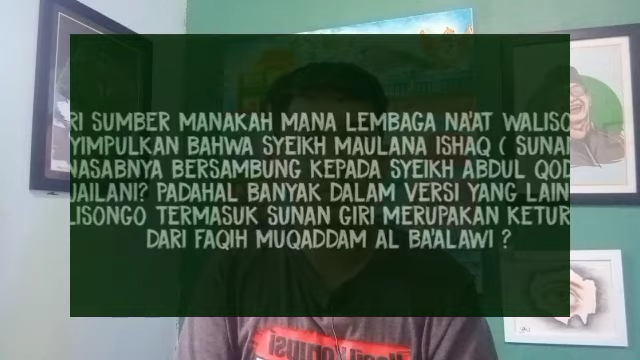 RI SUMBER MANAKAH MANA LEMBAGA NA'AT WALISO
YIMPULKAN BAHWA SYEIKH MAULANA ISHAQ ( SUNA
NASABNYA BERSAMBUNG KEPADA SYEIKH ABDUL QOD
JAILANI? PADAHAL BANYAK DALAM VERSI YANG LAIN
LISONGO TERMASUK SUNAN GIRI MERUPAKAN KETUR
DARI FAQIH MUQADDAM AL BA'ALAWI ?